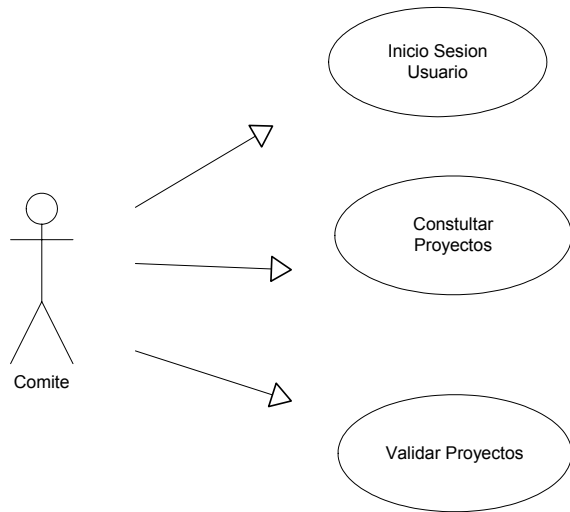 Inicio Sesion
Usuario
Constultar
Proyectos
Comite
Validar Proyectos